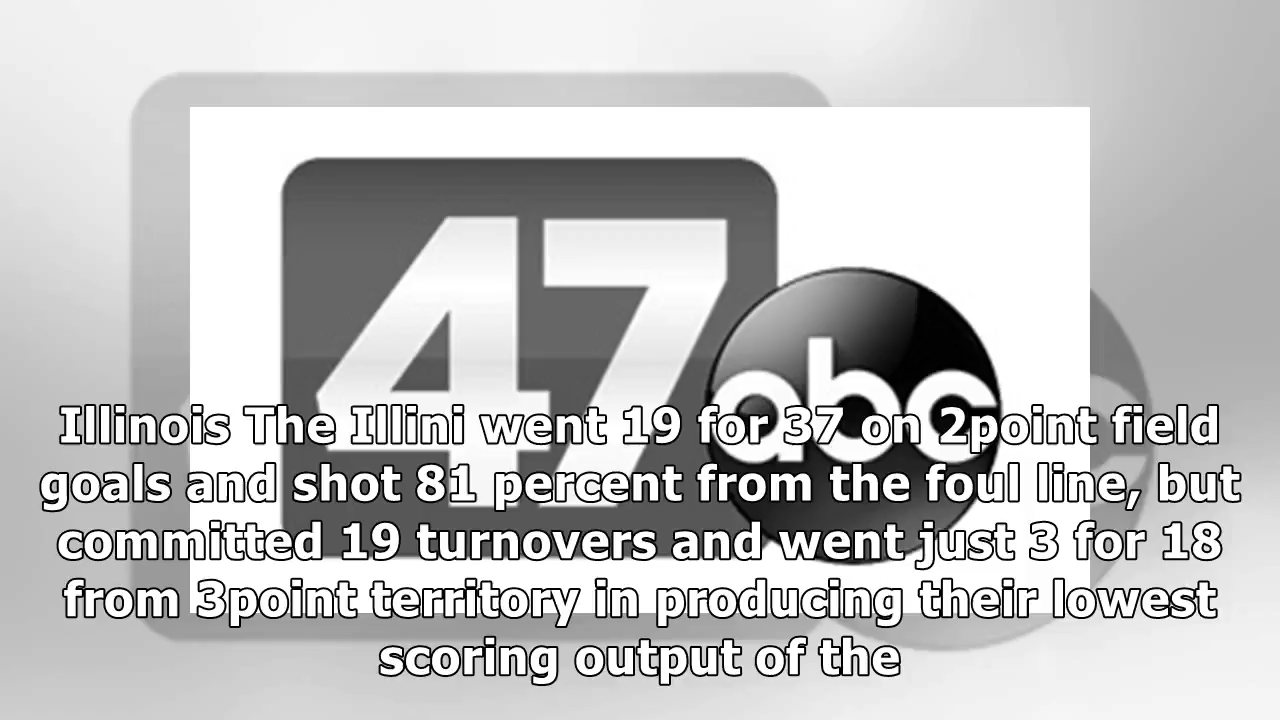 47
abc
Illinois The Illini went 19 for 37 on 2point field
goals and shot 81 percent from the foul line, but
committed 19 turnovers and went just 3 for 18
from 3point territory in producing their lowest
scoring output of the